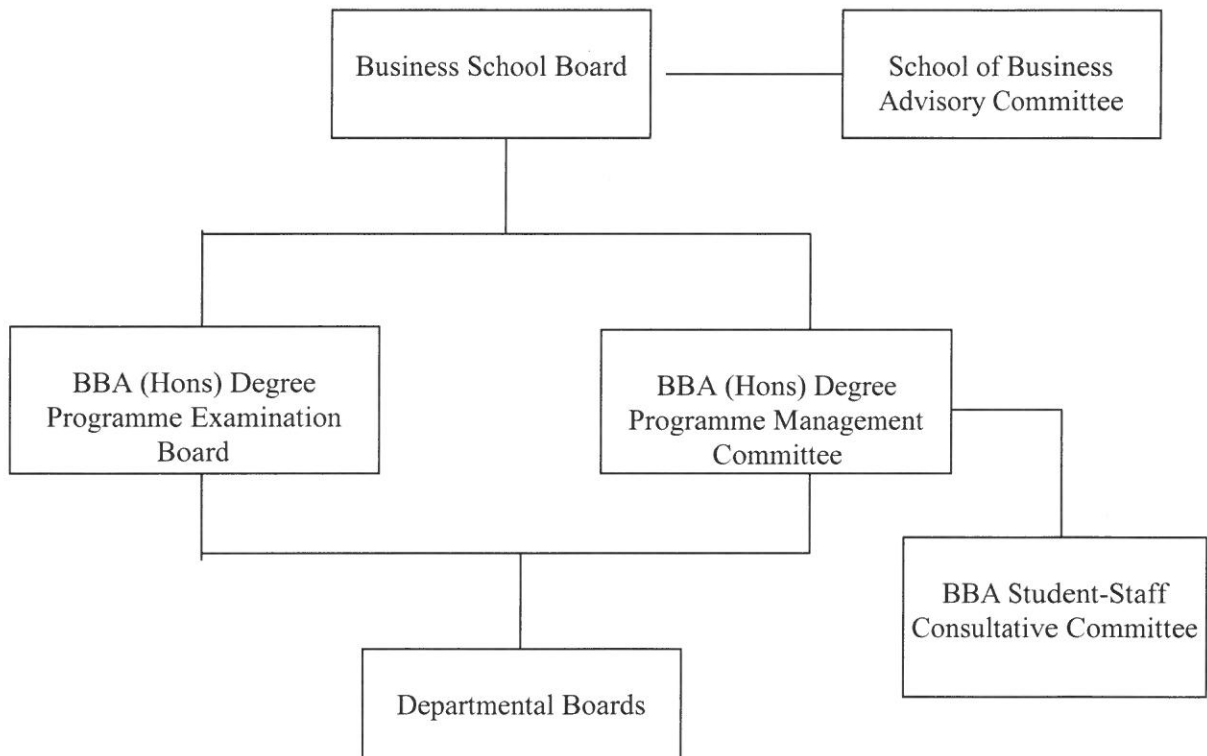 Business School Board
School of Business
Advisory Committee
BBA (Hons) Degree
Programme Examination
Board
BBA (Hons) Degree
Programme Management
Committee
BBA Student-Staff
Consultative Committee
Departmental Boards